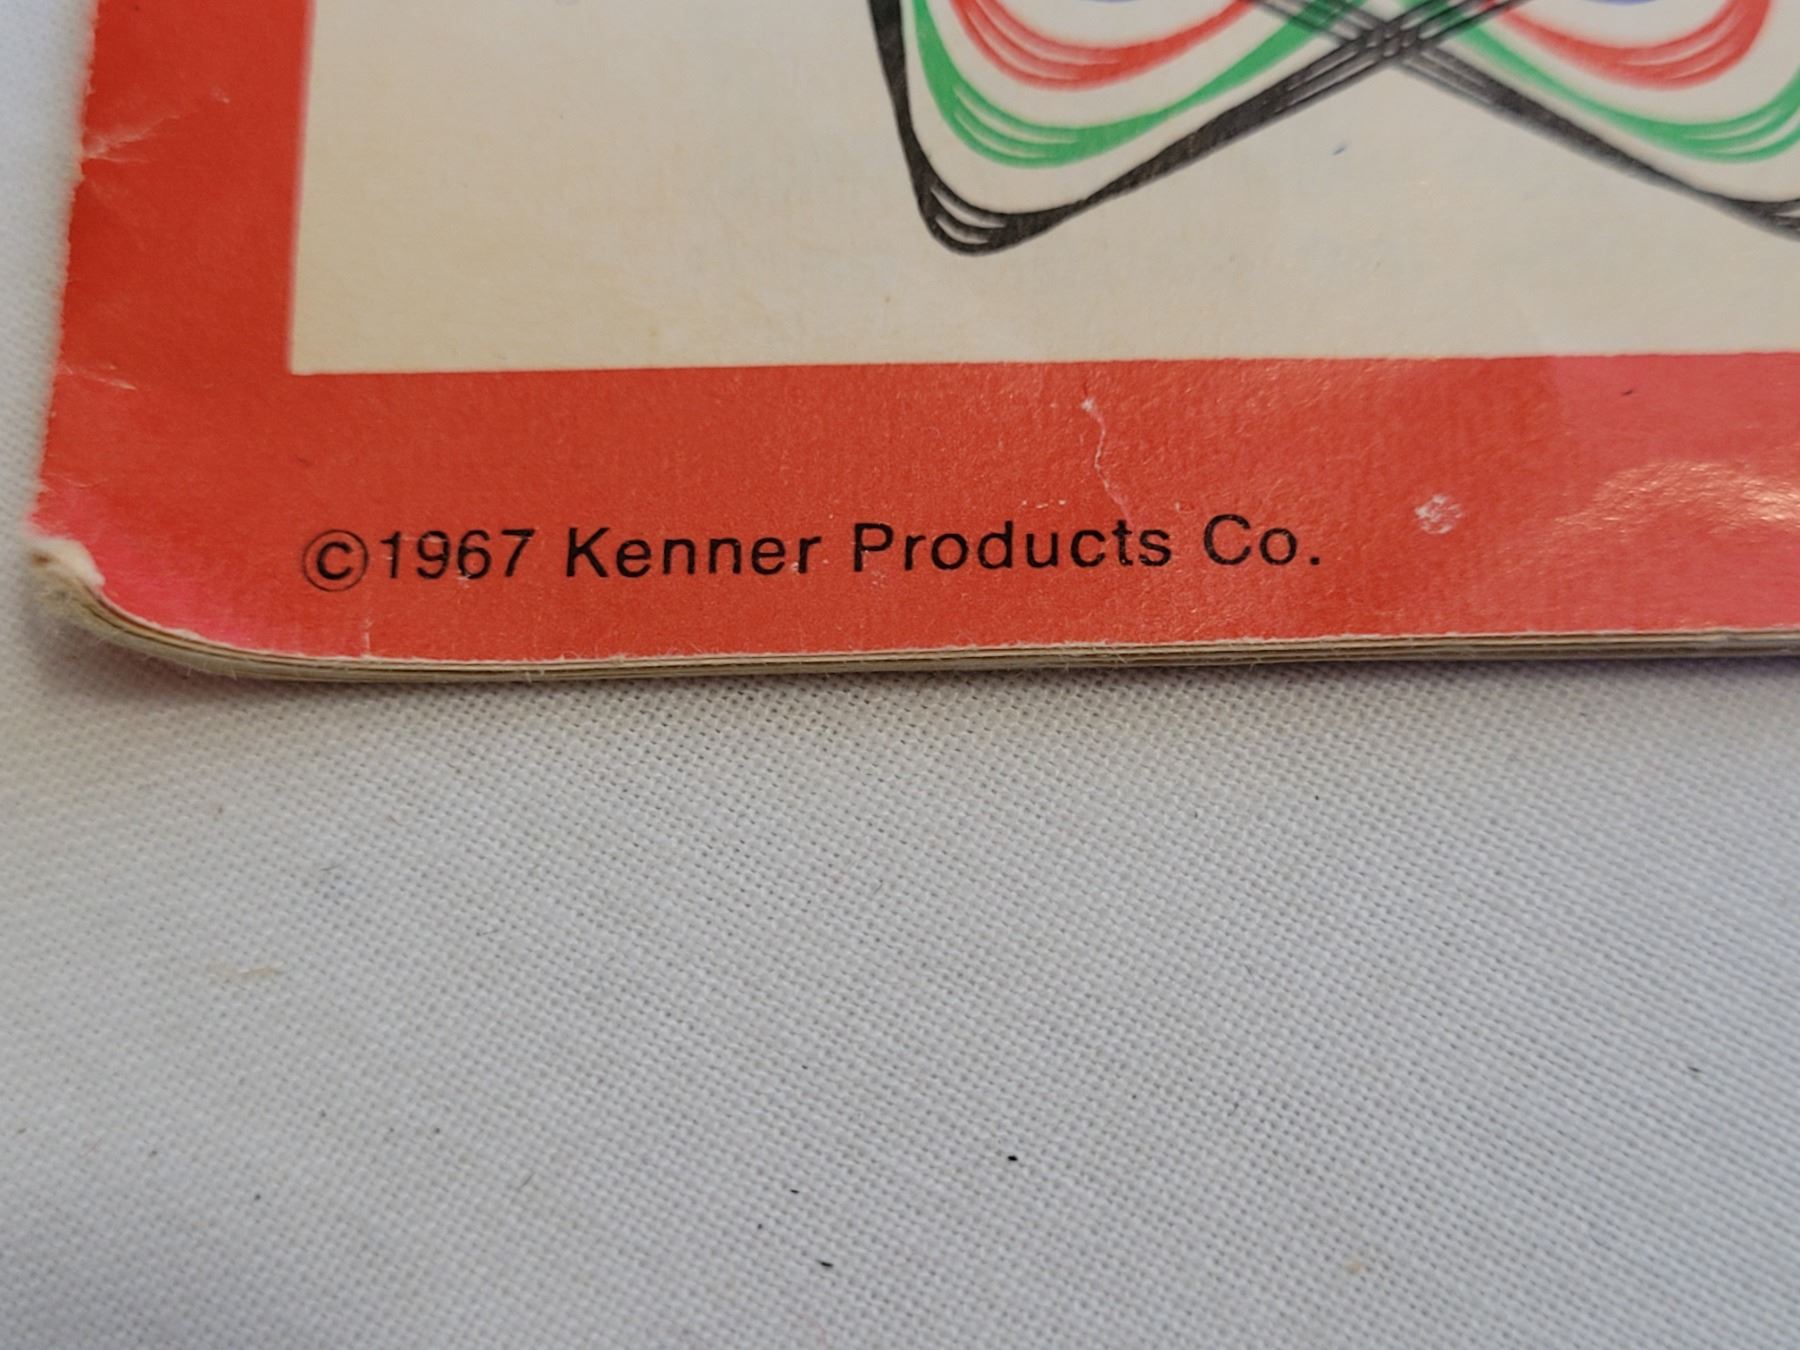 ©1967 Kenner Products Co.